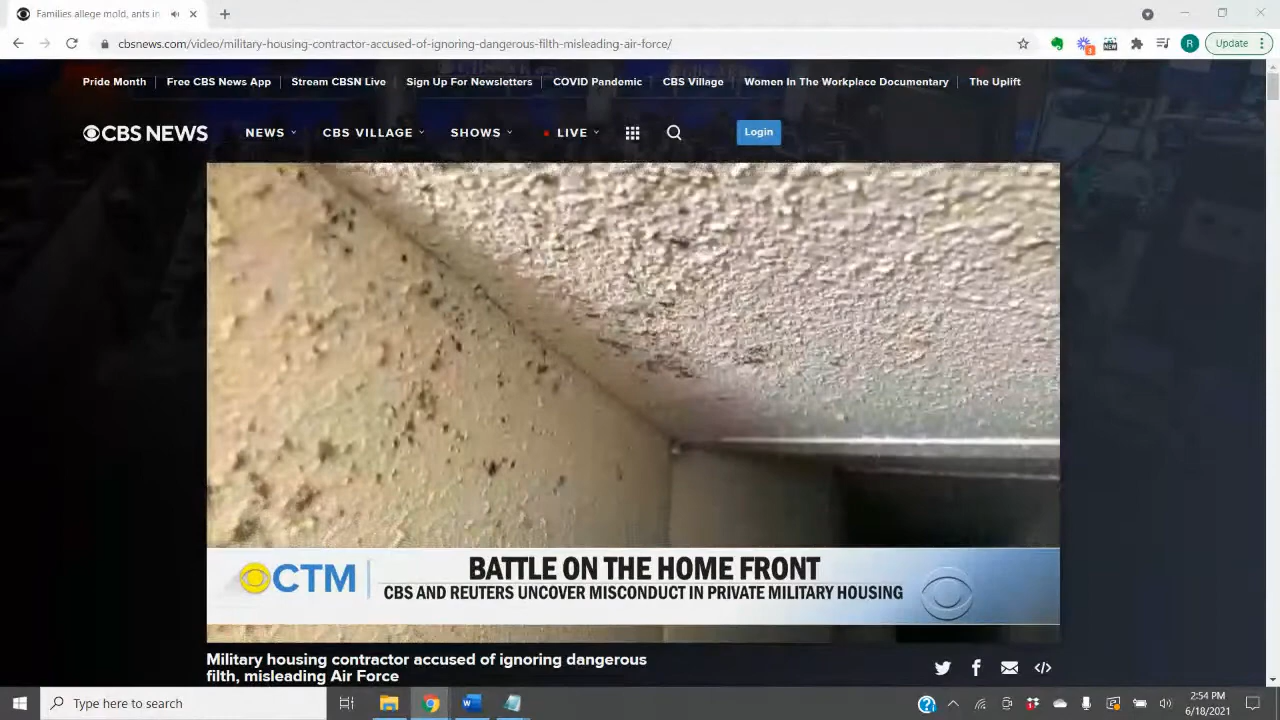 Families allege mold, ants in
cbsnews.com/video/military-housing-contractor-accused-of-ignoring-dangerous-filth-misleading-air-force/
NEW
3
R
Update
Pride Month
Free CBS News App
Stream CBSN Live
Sign Up For Newsletters
COVID Pandemic
CBS Village
Women In The Workplace Documentary
The Uplift
CBS NEWS
NEWS
CBS VILLAGE
SHOWS
LIVE
Login
CTM
BATTLE ON THE HOME FRONT
CBS AND REUTERS UNCOVER MISCONDUCT IN PRIVATE MILITARY HOUSING
Military housing contractor accused of ignoring dangerous
filth, misleading Air Force
Type here to search
2:54 PM
6/18/2021